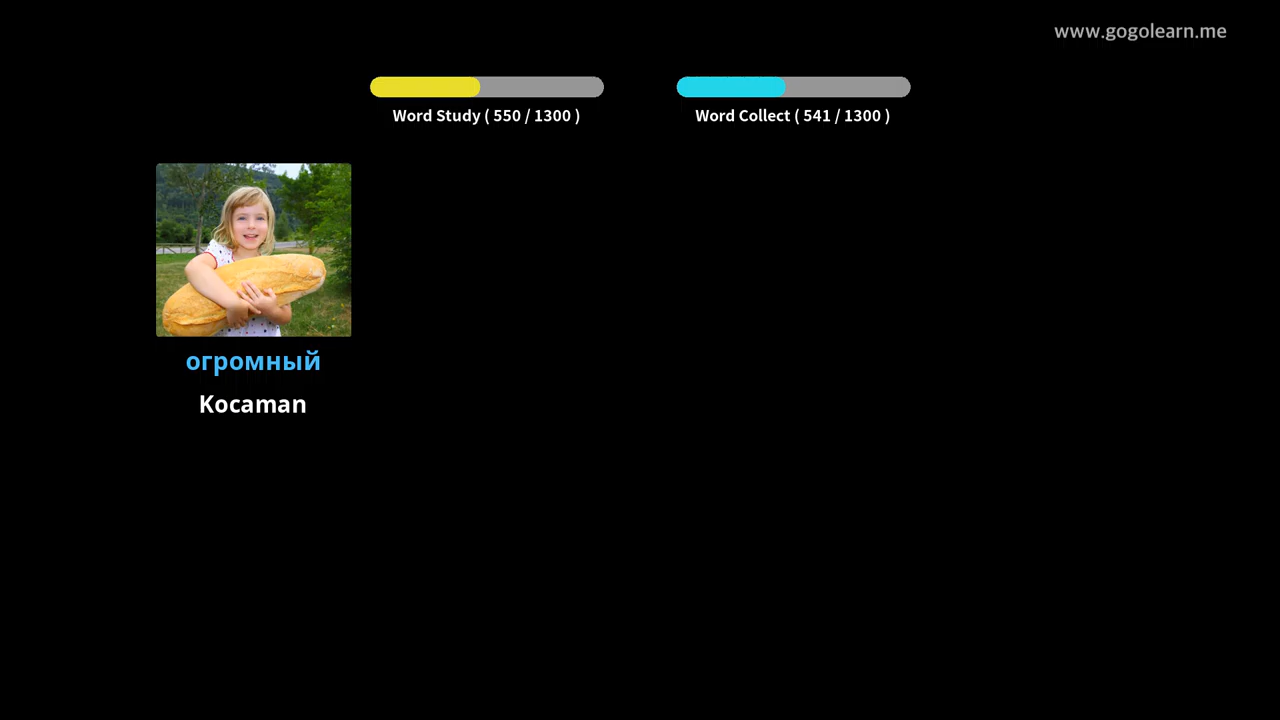 www.gogolearn.me
Word Study ( 550 / 1300 )
Word Collect ( 541 / 1300 )
огромный
Kocaman